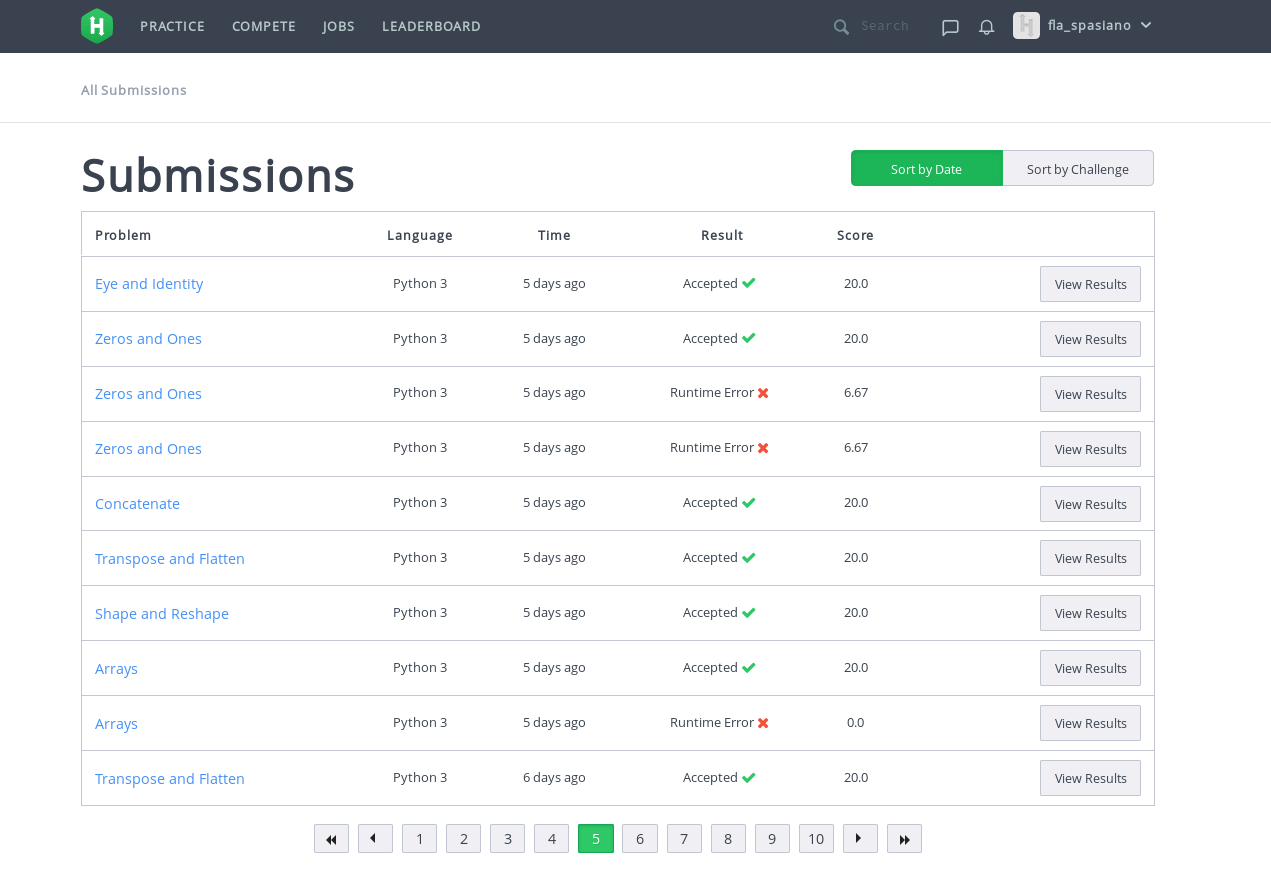 PRACTICE COMPETE JOBS LEADERBOARD Search fla_spasiano
All Submissions
Submissions Sort by Date Sort by Challenge
Problem Language Time Result Score
Eye and Identity Python 3 5 days ago Accepted 20.0 View Results
Zeros and Ones Python 3 5 days ago Accepted 20.0 View Results
Zeros and Ones Python 3 5 days ago Runtime Error 6.67 View Results
Zeros and Ones Python 3 5 days ago Runtime Error 6.67 View Results
Concatenate Python 3 5 days ago Accepted 20.0 View Results
Transpose and Flatten Python 3 5 days ago Accepted 20.0 View Results
Shape and Reshape Python 3 5 days ago Accepted 20.0 View Results
Arrays Python 3 5 days ago Accepted 20.0 View Results
Arrays Python 3 5 days ago Runtime Error 0.0 View Results
Transpose and Flatten Python 3 6 days ago Accepted 20.0 View Results
1 2 3 4 5 6 7 8 9 10